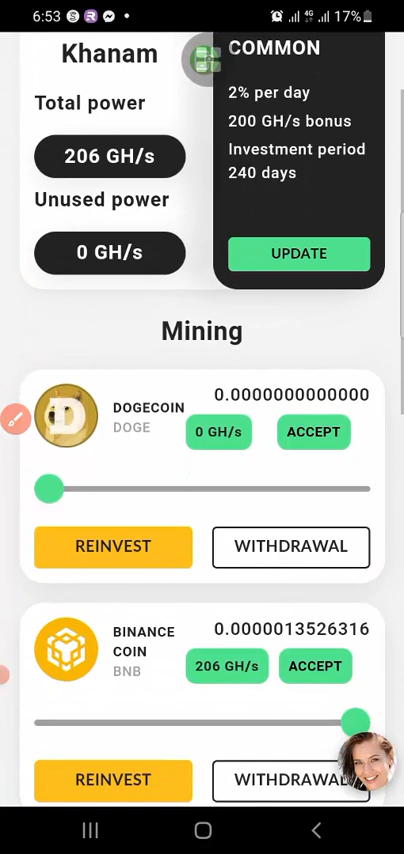 6:53
4G
17%
Khanam
Total power
206 GH/s
Unused power
0 GH/s
COMMON
2% per day
200 GH/s bonus
Investment period
240 days
UPDATE
Mining
DOGECOIN
DOGE
0.0000000000000
0 GH/s
ACCEPT
REINVEST
WITHDRAWAL
BINANCE
COIN
BNB
0.0000013526316
206 GH/s
ACCEPT
REINVEST
WITHDRAWAL